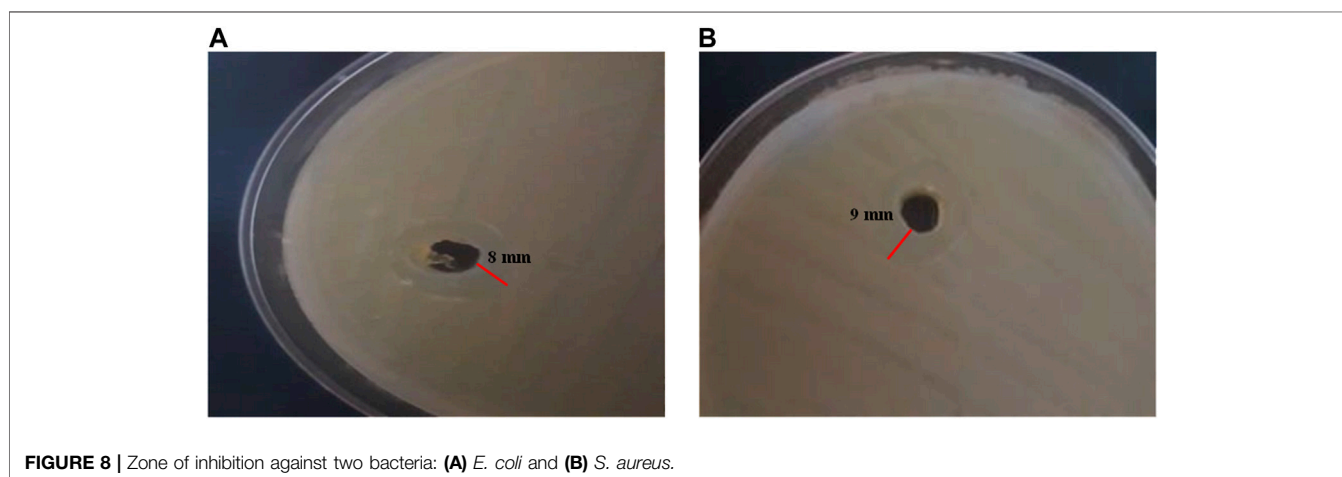 A
B
8 mm
9 mm
FIGURE 8 | Zone of inhibition against two bacteria: (A) E. coli and (B) S. aureus.